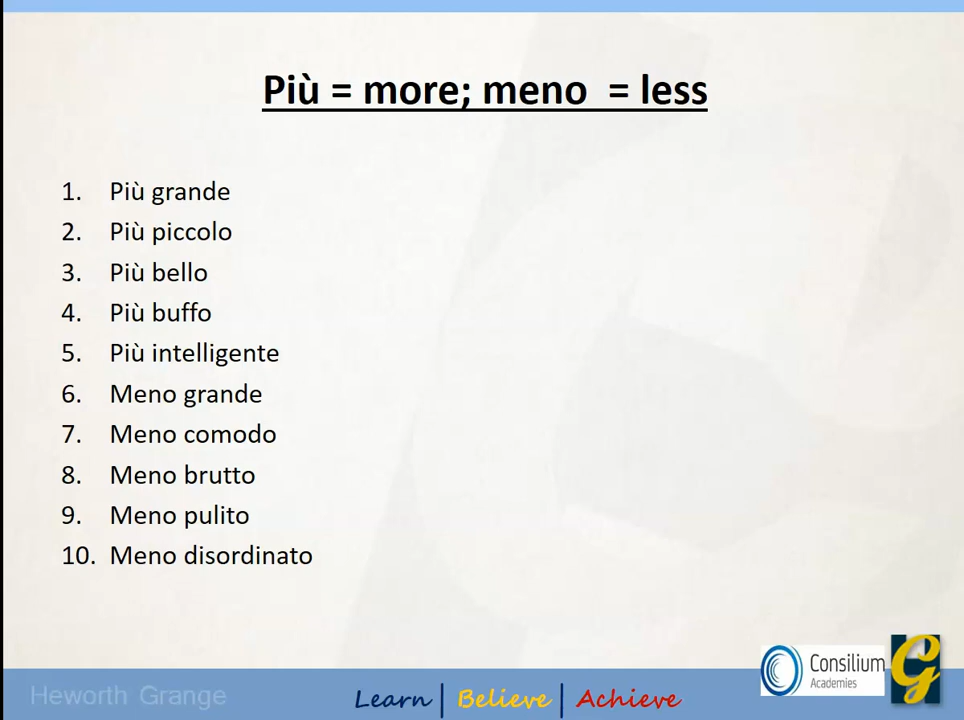 Più = more; meno  = less
1. Più grande
2. Più piccolo
3. Più bello
4. Più buffo
5. Più intelligente
6. Meno grande
7. Meno comodo
8. Meno brutto
9. Meno pulito
10. Meno disordinato
Consilium
Academies
G
Heworth Grange
Learn | Believe | Achieve